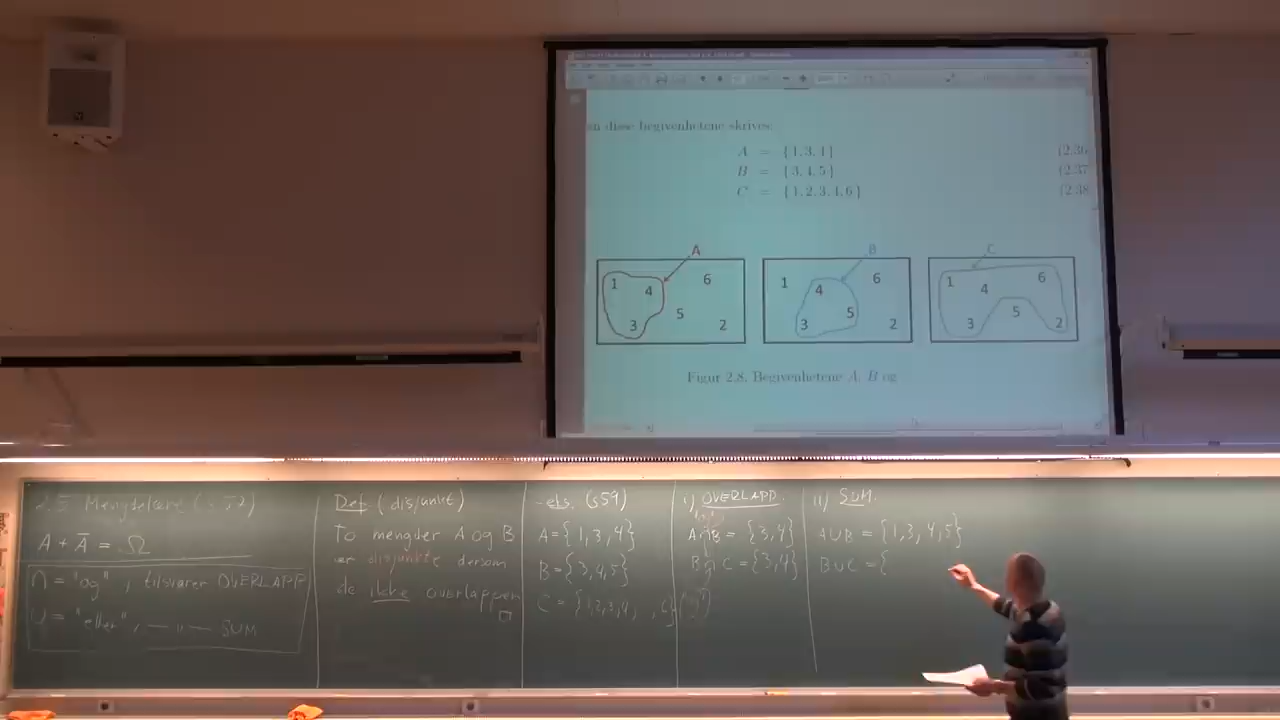 en disse begivenhetene skrives:
A = {1, 3, 4} (2.36
B = {3, 4, 5} (2.37
C = {1, 2, 3, 4, 6} (2.38
A
1 4 6
3 5 2
B
1 4 6
3 5 2
C
1 4 6
3 5 2
Figur 2.8: Begivenhetene A, B og
Mengdelære
A + Ā = Ω
∩ = "og", tilsvarer OVERLAPP
∪ = "eller", — " — SUM
Def. (disjunkt)
To mengder A og B
er disjunkte dersom
de ikke overlapper
eks. (s59)
A = {1, 3, 4}
B = {3, 4, 5}
C = {1, 2, 3, 4, , 6}
i) OVERLAPP.
A ∩ B = {3, 4}
B ∩ C = {3, 4}
ii) SUM.
A ∪ B = {1, 3, 4, 5}
B ∪ C = {